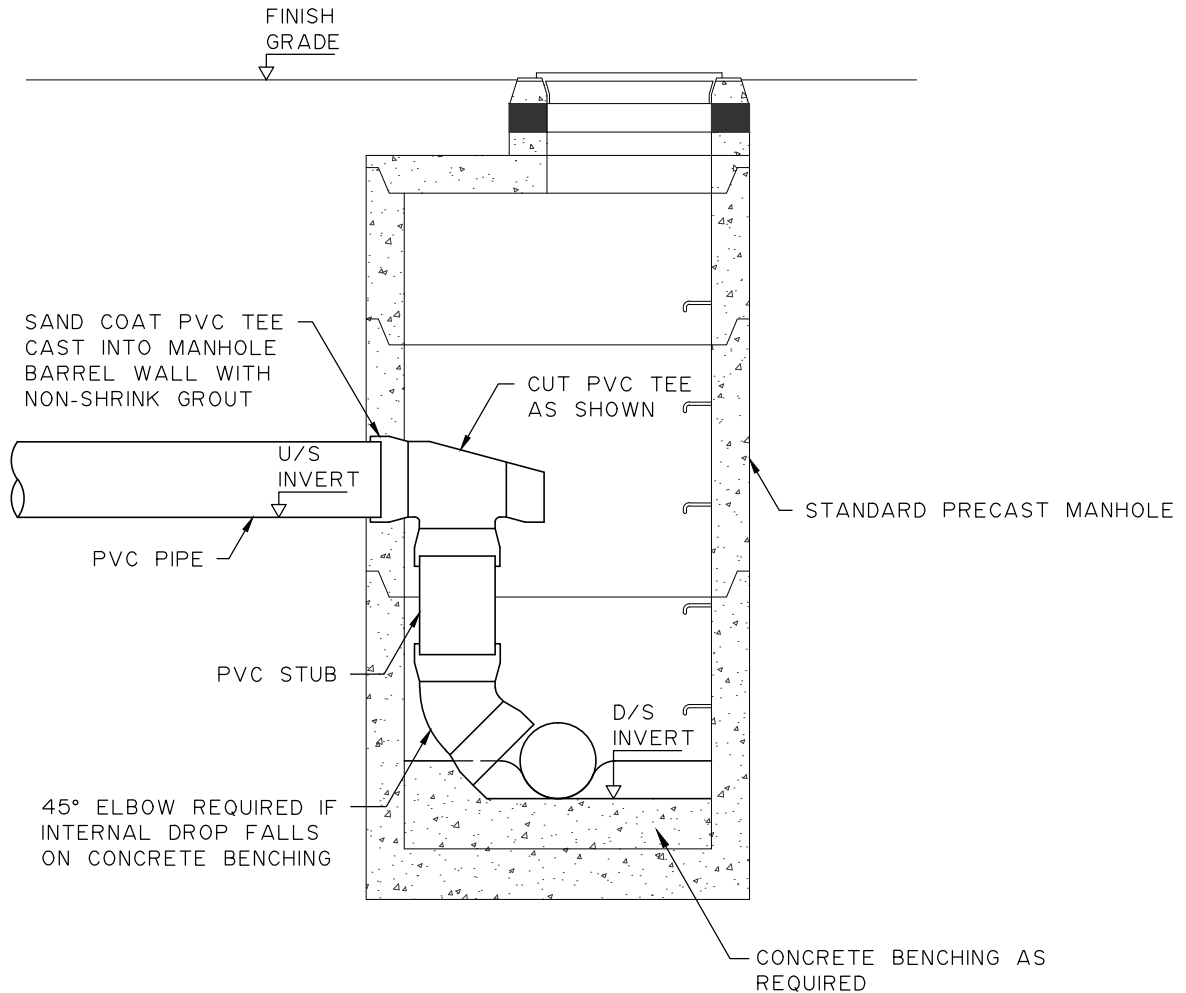 FINISH
GRADE
SAND COAT PVC TEE
CAST INTO MANHOLE
BARREL WALL WITH
NON-SHRINK GROUT
CUT PVC TEE
AS SHOWN
U/S
INVERT
STANDARD PRECAST MANHOLE
PVC PIPE
PVC STUB
D/S
INVERT
45° ELBOW REQUIRED IF
INTERNAL DROP FALLS
ON CONCRETE BENCHING
CONCRETE BENCHING AS
REQUIRED